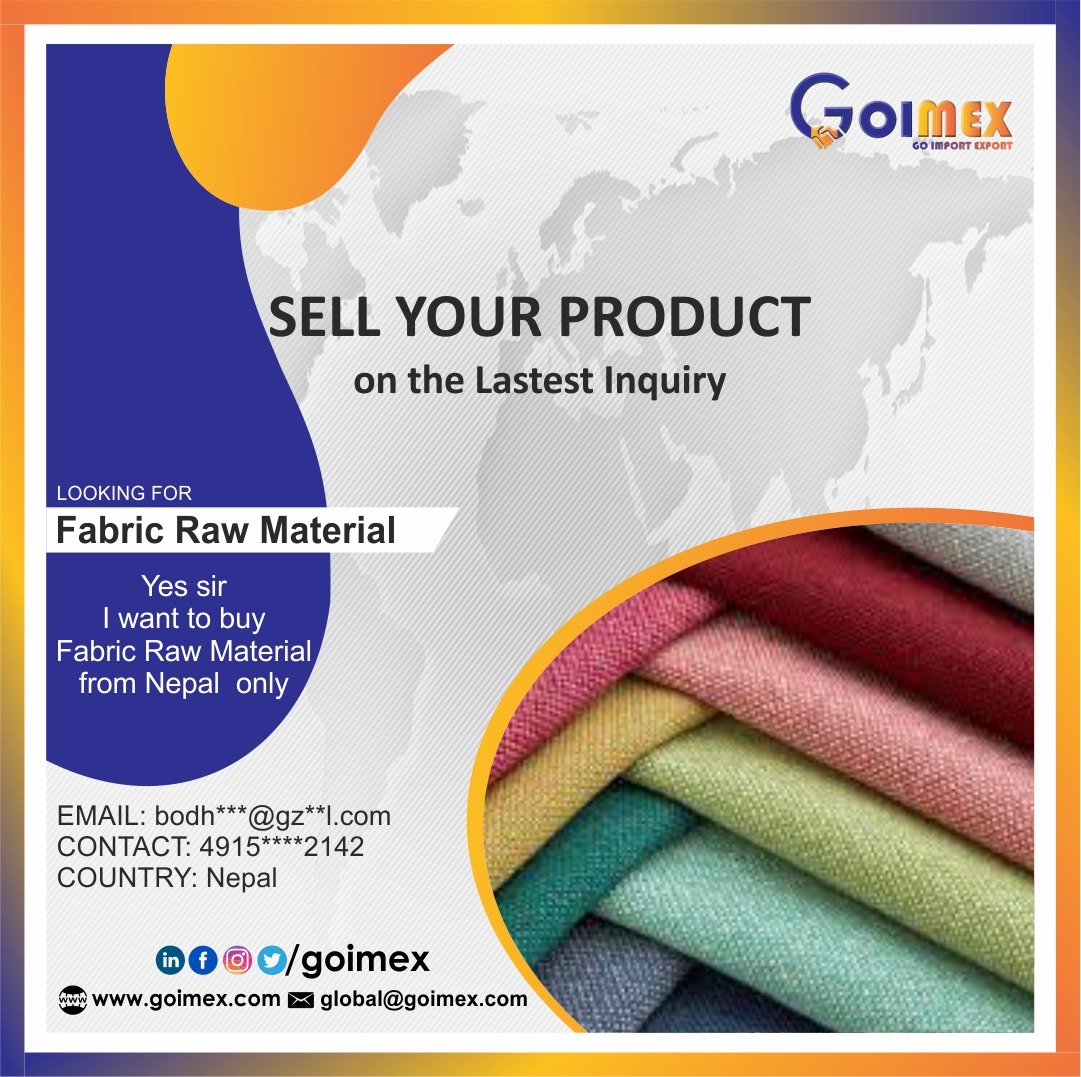 GOIMEX
GO IMPORT EXPORT
SELL YOUR PRODUCT
on the Lastest Inquiry
LOOKING FOR
Fabric Raw Material
Yes sir
I want to buy
Fabric Raw Material
from Nepal only
EMAIL: bodh***@gz**l.com
CONTACT: 4915****2142
COUNTRY: Nepal
in f /goimex
www www.goimex.com global@goimex.com